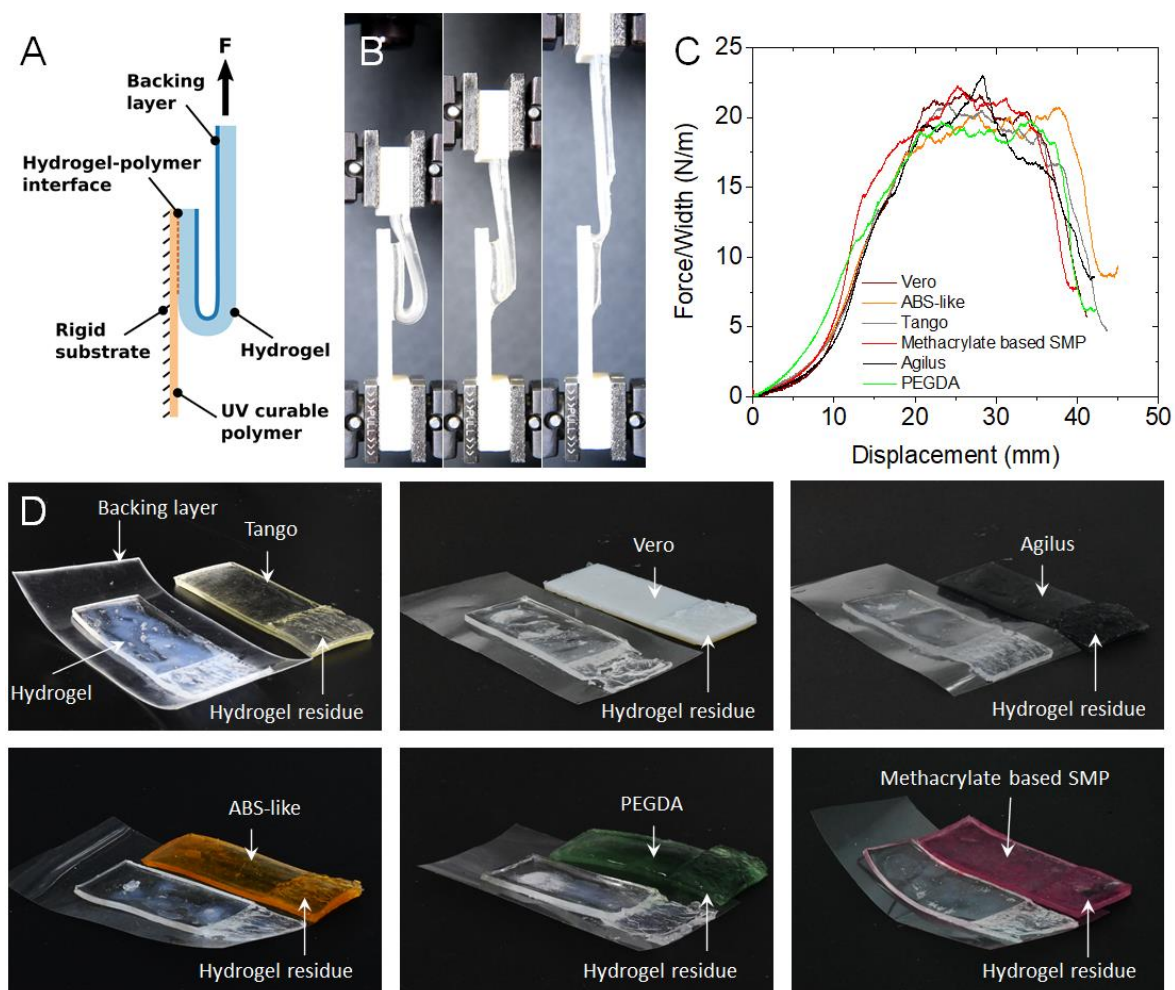 A
F
Backing
layer
Hydrogel-polymer
interface
Rigid
substrate
Hydrogel
UV curable
polymer
B
PULL
C
25
20
15
10
5
0
Force/Width (N/m)
Vero
ABS-like
Tango
Methacrylate based SMP
Agilus
PEGDA
0 10 20 30 40 50
Displacement (mm)
D
Backing layer
Tango
Hydrogel
Hydrogel residue
Vero
Hydrogel residue
Agilus
Hydrogel residue
ABS-like
Hydrogel residue
PEGDA
Hydrogel residue
Methacrylate based SMP
Hydrogel residue